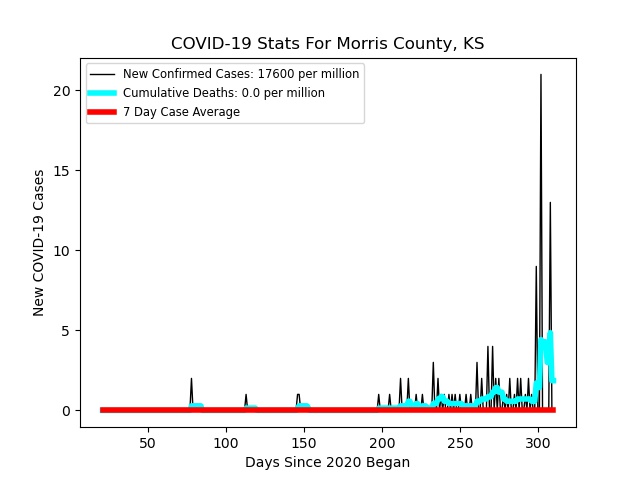 COVID-19 Stats For Morris County, KS
New Confirmed Cases: 17600 per million
Cumulative Deaths: 0.0 per million
7 Day Case Average
20
15
10
5
0
New COVID-19 Cases
50 100 150 200 250 300
Days Since 2020 Began